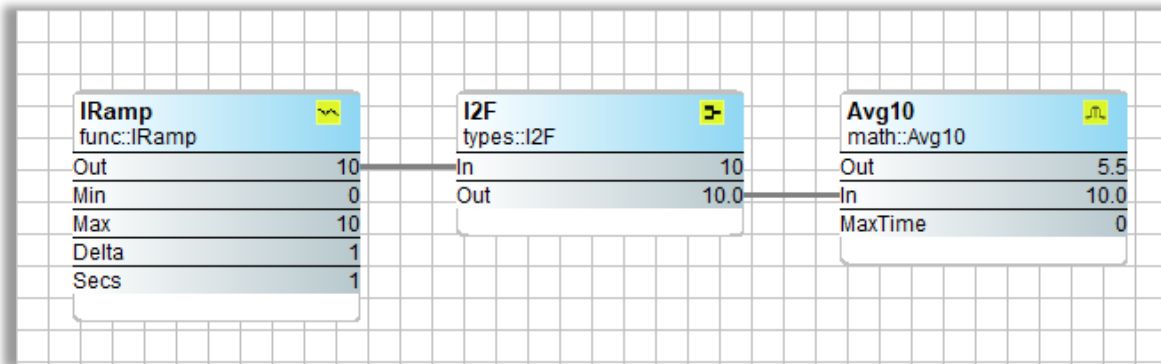 IRamp
func::IRamp
Out 10
Min 0
Max 10
Delta 1
Secs 1
I2F
types::I2F
In 10
Out 10.0
Avg10
math::Avg10
Out 5.5
In 10.0
MaxTime 0